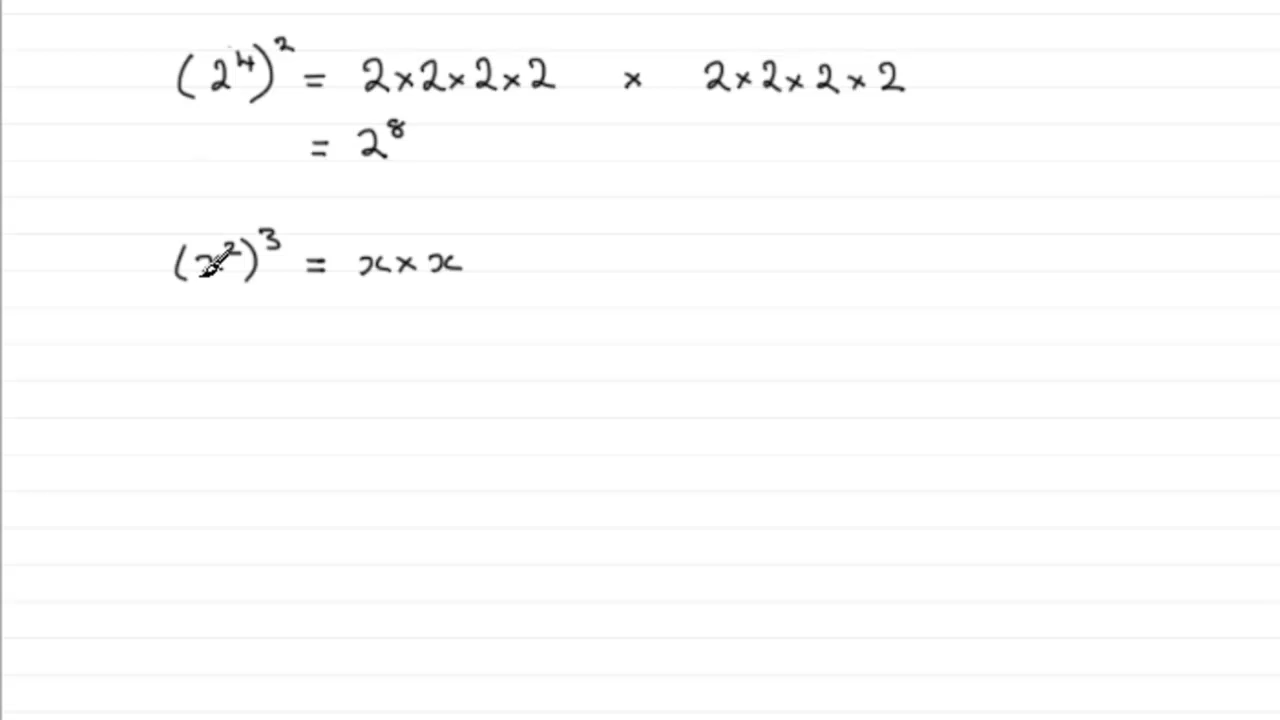 (2⁴)² = 2×2×2×2 × 2×2×2×2
= 2⁸
(x²)³ = x × x